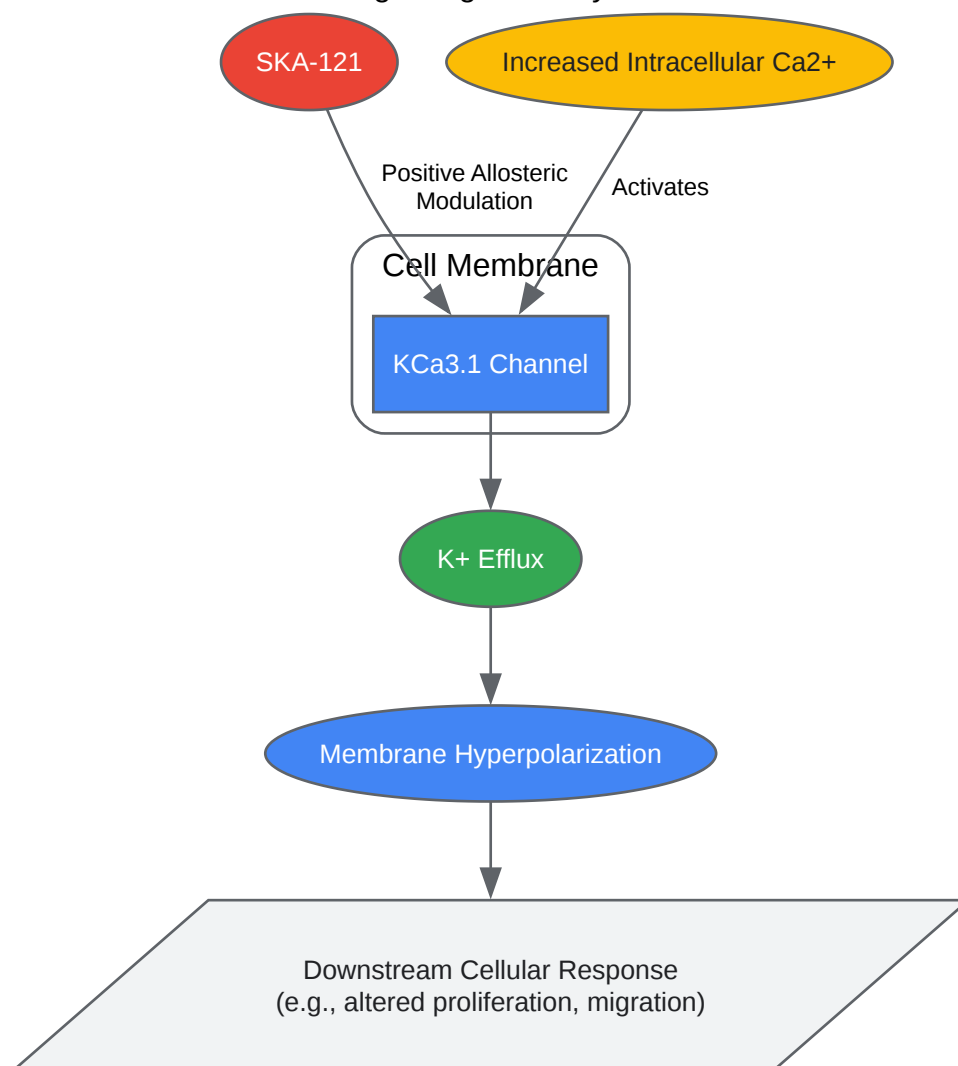 SKA-121
Increased Intracellular Ca2+
Positive Allosteric
Modulation
Activates
Cell Membrane
KCa3.1 Channel
K+ Efflux
Membrane Hyperpolarization
Downstream Cellular Response
(e.g., altered proliferation, migration)